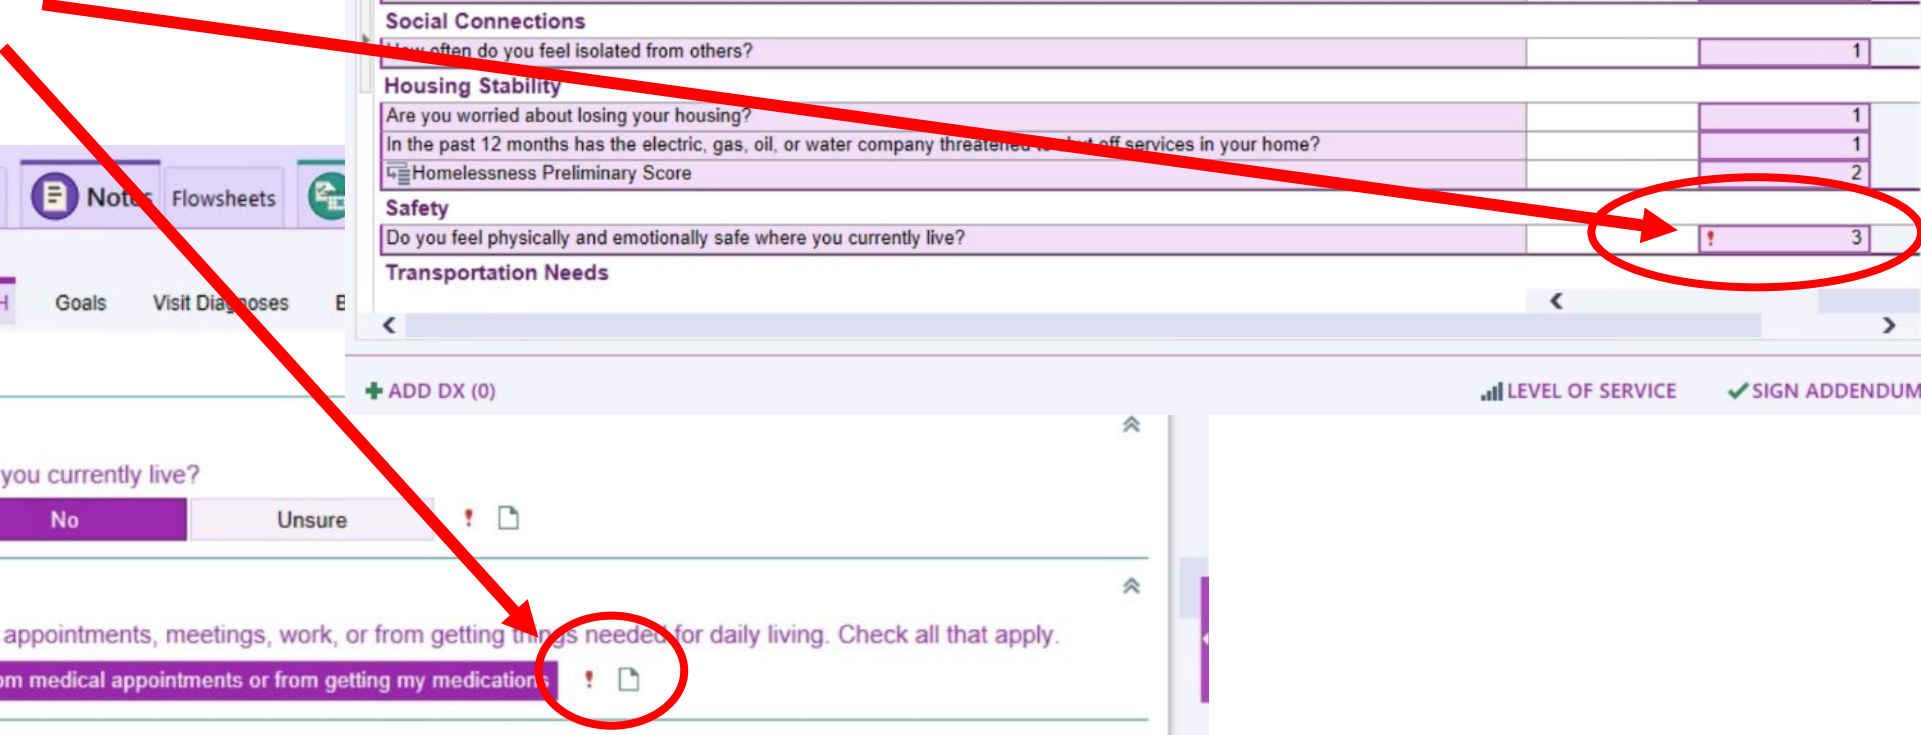 Social Connections
How often do you feel isolated from others? 1
Housing Stability
Are you worried about losing your housing? 1
In the past 12 months has the electric, gas, oil, or water company threatened to shut off services in your home? 1
Homelessness Preliminary Score 2
Safety
Do you feel physically and emotionally safe where you currently live? ! 3
Transportation Needs
Notes Flowsheets
H Goals Visit Diagnoses B
ADD DX (0) LEVEL OF SERVICE SIGN ADDENDUM
you currently live?
No Unsure !
appointments, meetings, work, or from getting things needed for daily living. Check all that apply.
om medical appointments or from getting my medications !